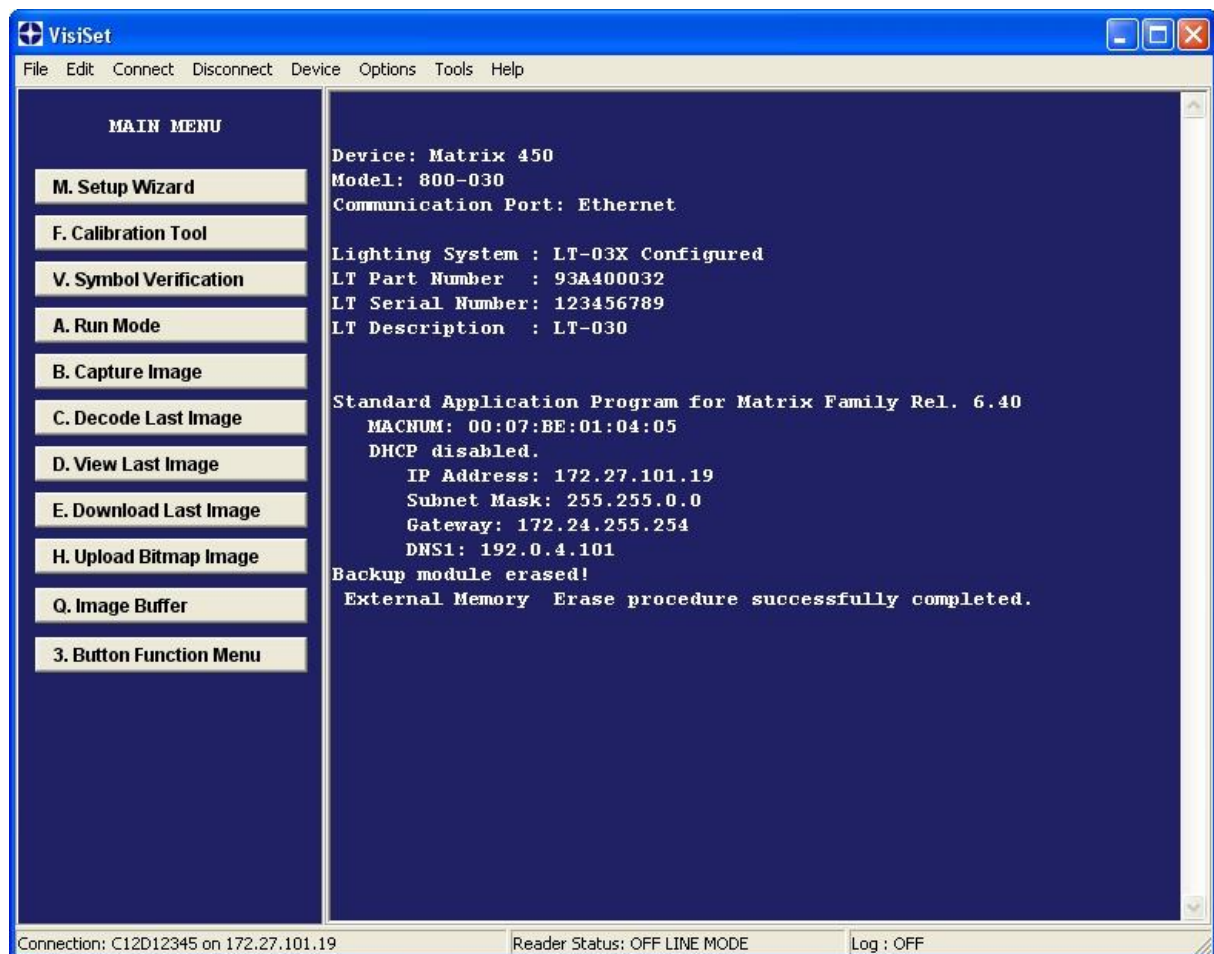 VisiSet
File Edit Connect Disconnect Device Options Tools Help
MAIN MENU
M. Setup Wizard
F. Calibration Tool
V. Symbol Verification
A. Run Mode
B. Capture Image
C. Decode Last Image
D. View Last Image
E. Download Last Image
H. Upload Bitmap Image
Q. Image Buffer
3. Button Function Menu
Device: Matrix 450
Model: 800-030
Communication Port: Ethernet
Lighting System : LT-03X Configured
LT Part Number : 93A400032
LT Serial Number: 123456789
LT Description : LT-030
Standard Application Program for Matrix Family Rel. 6.40
MACNUM: 00:07:BE:01:04:05
DHCP disabled.
IP Address: 172.27.101.19
Subnet Mask: 255.255.0.0
Gateway: 172.24.255.254
DNS1: 192.0.4.101
Backup module erased!
External Memory Erase procedure successfully completed.
Connection: C12D12345 on 172.27.101.19 Reader Status: OFF LINE MODE Log : OFF